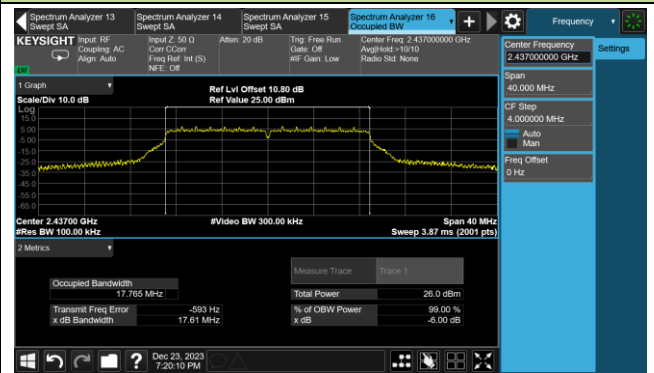 Spectrum Analyzer 13
Swept SA
Spectrum Analyzer 14
Swept SA
Spectrum Analyzer 15
Swept SA
Spectrum Analyzer 16
Occupied BW
Frequency
KEYSIGHT
Input: RF
Coupling: AC
Align: Auto
Input Z: 50 Ω
Corr CCorr
Freq Ref: Int (S)
NFE: Off
Atten: 20 dB
Trig: Free Run
Gate: Off
#IF Gain: Low
Center Freq: 2.437000000 GHz
Avg|Hold:>10/10
Radio Std: None
Center Frequency
2.437000000 GHz
Settings
Span
40.000 MHz
CF Step
4.000000 MHz
Auto
Man
Freq Offset
0 Hz
1 Graph
Scale/Div 10.0 dB
Ref Lvl Offset 10.80 dB
Ref Value 25.00 dBm
Log
15.0
5.00
-5.00
-15.0
-25.0
-35.0
-45.0
-55.0
-65.0
Center 2.43700 GHz
#Video BW 300.00 kHz
Span 40 MHz
#Res BW 100.00 kHz
Sweep 3.87 ms (2001 pts)
2 Metrics
Measure Trace
Trace 1
Occupied Bandwidth
17.765 MHz
Total Power
26.0 dBm
Transmit Freq Error
-593 Hz
% of OBW Power
99.00 %
x dB Bandwidth
17.61 MHz
x dB
-6.00 dB
?
Dec 23, 2023
7:20:10 PM